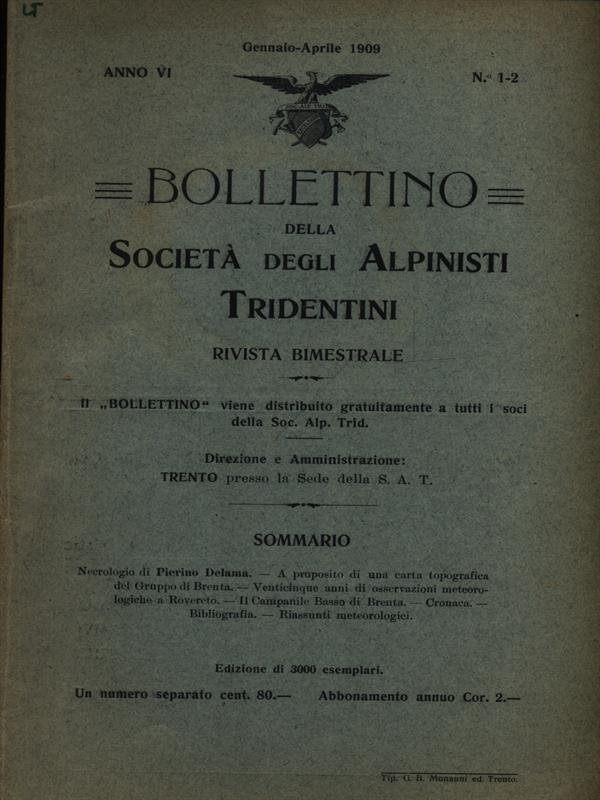 LT
Gennaio-Aprile 1909
ANNO VI
N.º 1-2
BOLLETTINO
DELLA
SOCIETÀ DEGLI ALPINISTI
TRIDENTINI
RIVISTA BIMESTRALE
Il „BOLLETTINO“ viene distribuito gratuitamente a tutti i soci
della Soc. Alp. Trid.
Direzione e Amministrazione:
TRENTO presso la Sede della S. A. T.
SOMMARIO
Necrologio di Pierino Delama. — A proposito di una carta topografica
del Gruppo di Brenta. — Venticinque anni di osservazioni meteoro-
logiche a Rovereto. — Il Campanile Basso di Brenta. — Cronaca. —
Bibliografia. — Riassunti meteorologici.
Edizione di 3000 esemplari.
Un numero separato cent. 80.— Abbonamento annuo Cor. 2.—
Tip. G. B. Monauni ed. Trento.